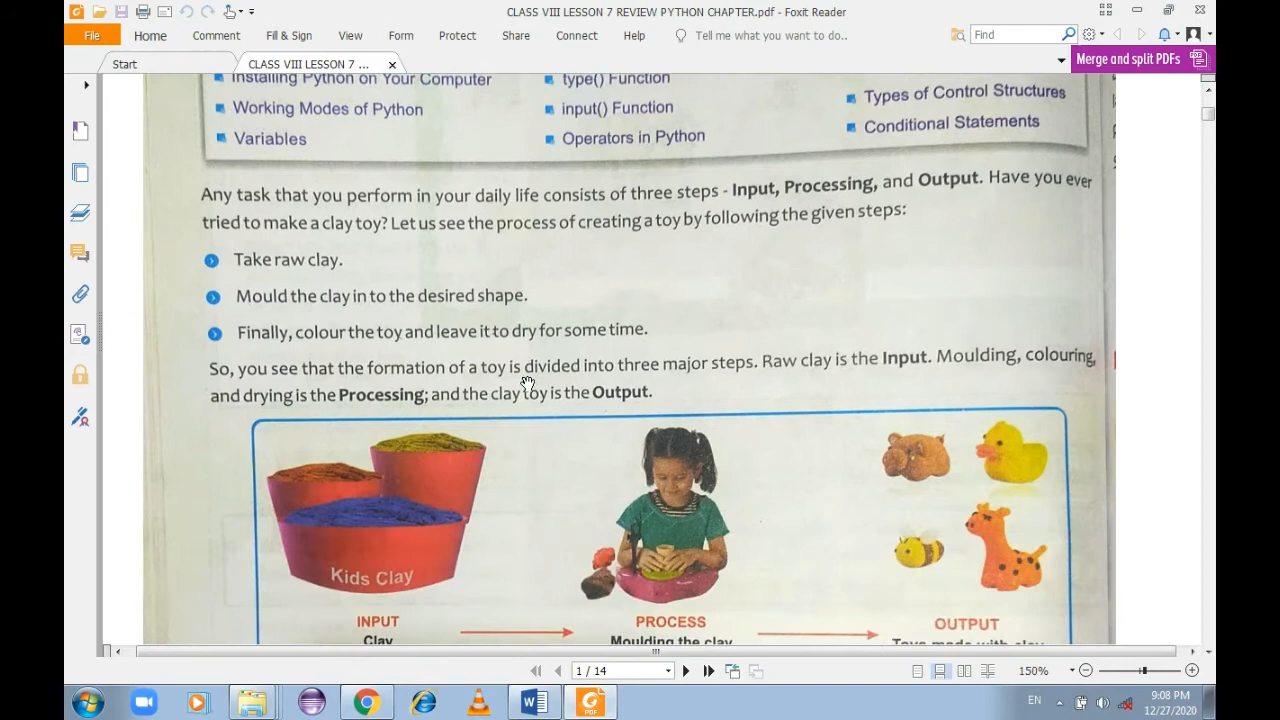 CLASS VIII LESSON 7 REVIEW PYTHON CHAPTER.pdf - Foxit Reader
File Home Comment Fill & Sign View Form Protect Share Connect Help Tell me what you want to do.. Find
Start CLASS VIII LESSON 7 ... Merge and split PDFs
Installing Python on Your Computer
Working Modes of Python
Variables
type() Function
input() Function
Operators in Python
Types of Control Structures
Conditional Statements
Any task that you perform in your daily life consists of three steps - Input, Processing, and Output. Have you ever
tried to make a clay toy? Let us see the process of creating a toy by following the given steps:
Take raw clay.
Mould the clay in to the desired shape.
Finally, colour the toy and leave it to dry for some time.
So, you see that the formation of a toy is divided into three major steps. Raw clay is the Input. Moulding, colouring,
and drying is the Processing; and the clay toy is the Output.
Kids Clay
INPUT PROCESS OUTPUT
Clay Moulding the clay Toys made with clay
1 / 14 150%
EN 9:08 PM
12/27/2020